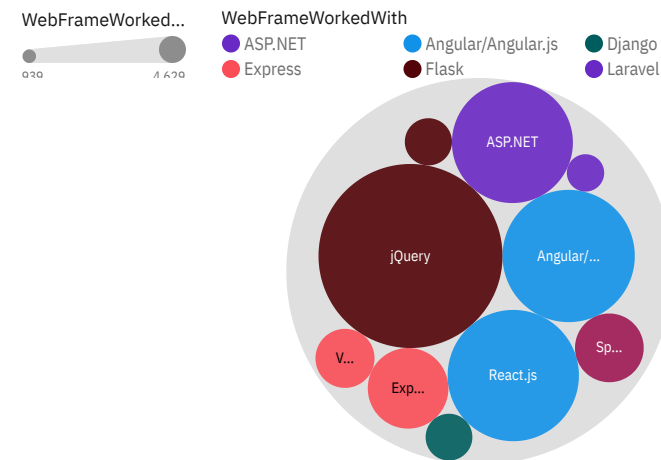 WebFrameWorked...
939
4,629
WebFrameWorkedWith
ASP.NET
Angular/Angular.js
Django
Express
Flask
Laravel
ASP.NET
jQuery
Angular/...
V...
Exp...
React.js
Sp...